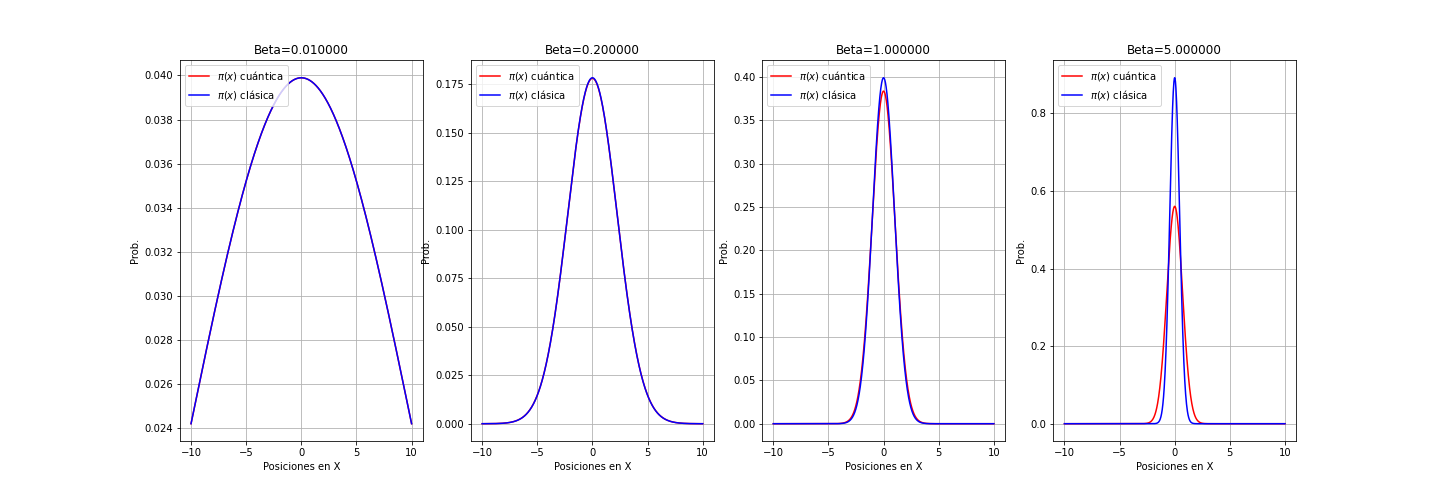 Beta=0.010000
π(x) cuántica
π(x) clásica
0.040
0.038
0.036
0.034
0.032
0.030
0.028
0.026
0.024
Prob.
−10 −5 0 5 10
Posiciones en X
Beta=0.200000
π(x) cuántica
π(x) clásica
0.175
0.150
0.125
0.100
0.075
0.050
0.025
0.000
Prob.
−10 −5 0 5 10
Posiciones en X
Beta=1.000000
π(x) cuántica
π(x) clásica
0.40
0.35
0.30
0.25
0.20
0.15
0.10
0.05
0.00
Prob.
−10 −5 0 5 10
Posiciones en X
Beta=5.000000
π(x) cuántica
π(x) clásica
0.8
0.6
0.4
0.2
0.0
Prob.
−10 −5 0 5 10
Posiciones en X